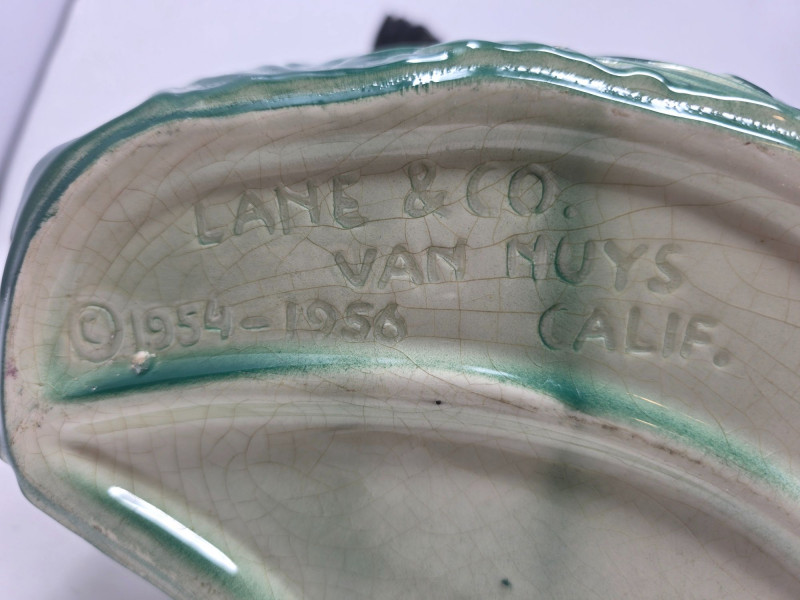 LANE & CO.
VAN NUYS
© 1954-1956 CALIF.